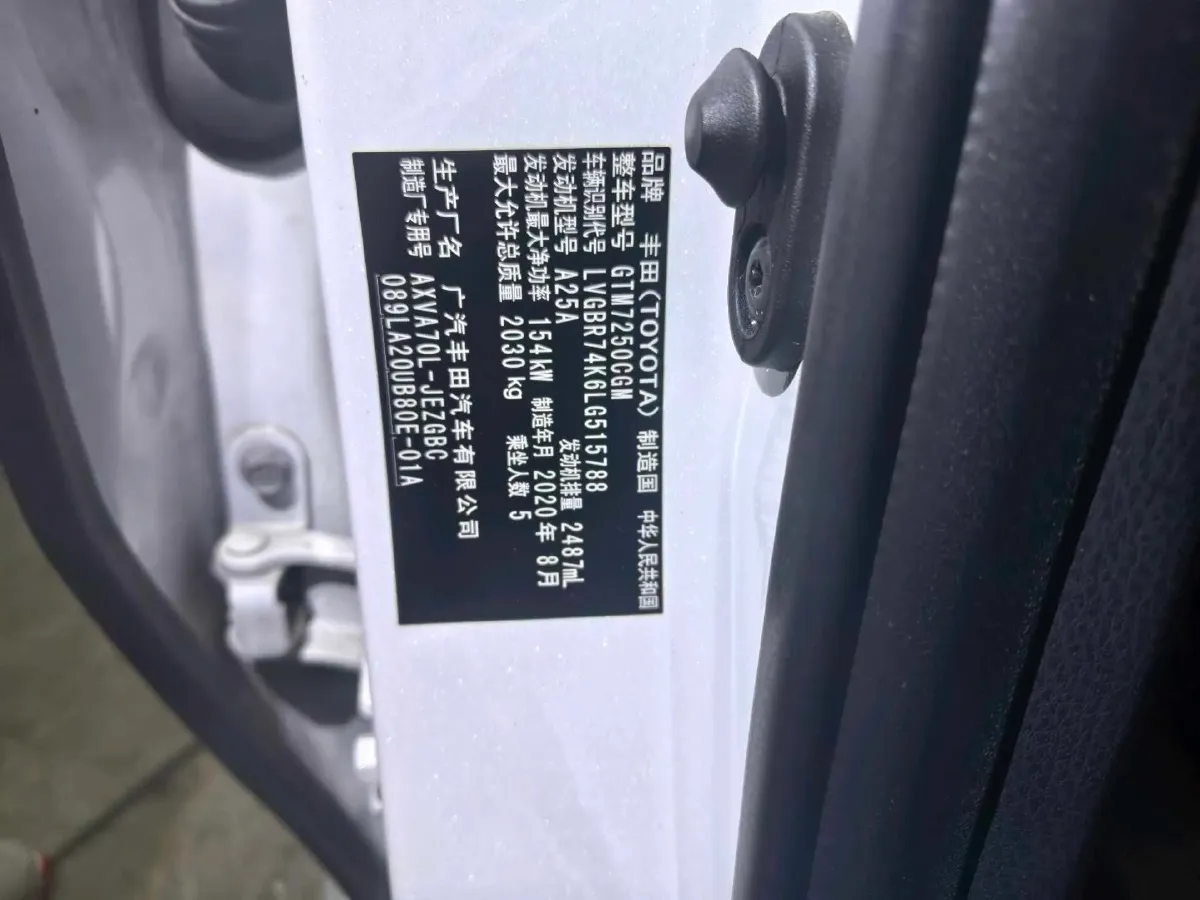 品牌 丰田(TOYOTA) 制造国 中华人民共和国
整车型号 GTM7250CGM
车辆识别代号 LVGBR74K6LG515788
发动机型号 A25A 发动机排量 2487mL
发动机最大净功率 154kW 制造年月 2020年 8月
最大允许总质量 2030 kg 乘坐人数 5
生产厂名 广汽丰田汽车有限公司
制造厂专用号 AXVA70L-JEZGBC
089LA20UB80E-01A